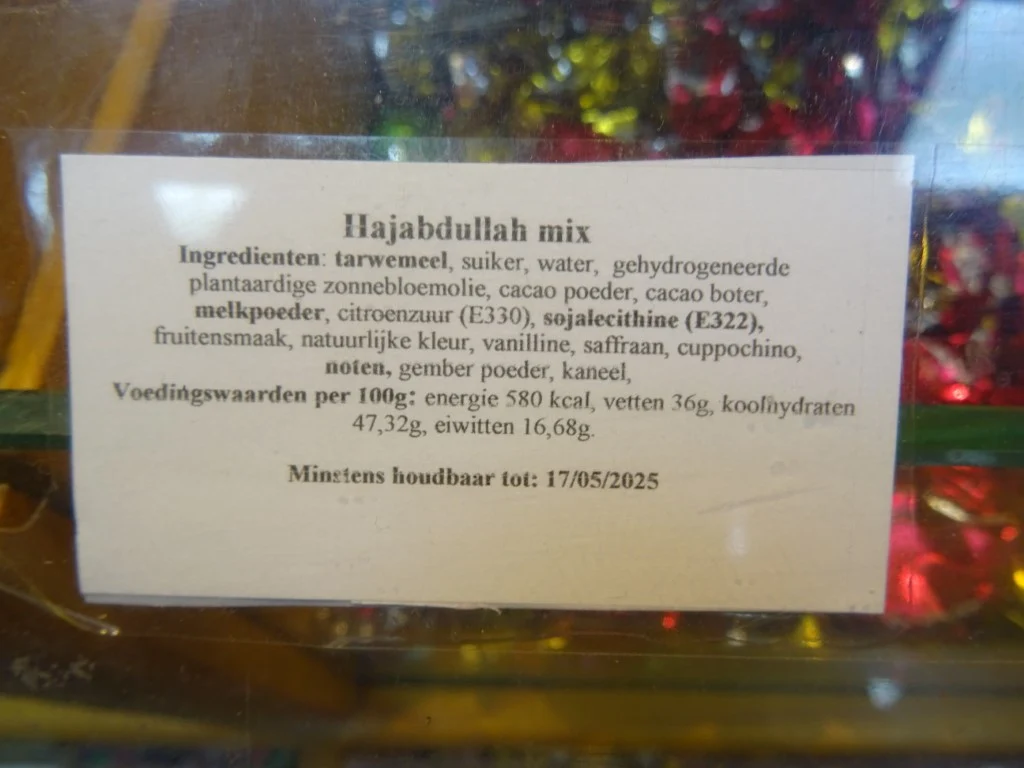 Hajabdullah mix
Ingredienten: tarwemeel, suiker, water, gehydrogeneerde
plantaardige zonnebloemolie, cacao poeder, cacao boter,
melkpoeder, citroenzuur (E330), sojalecithine (E322),
fruitensmaak, natuurlijke kleur, vanilline, saffraan, cuppochino,
noten, gember poeder, kaneel,
Voedingswaarden per 100g: energie 580 kcal, vetten 36g, koolhydraten
47,32g, eiwitten 16,68g.
Minstens houdbaar tot: 17/05/2025